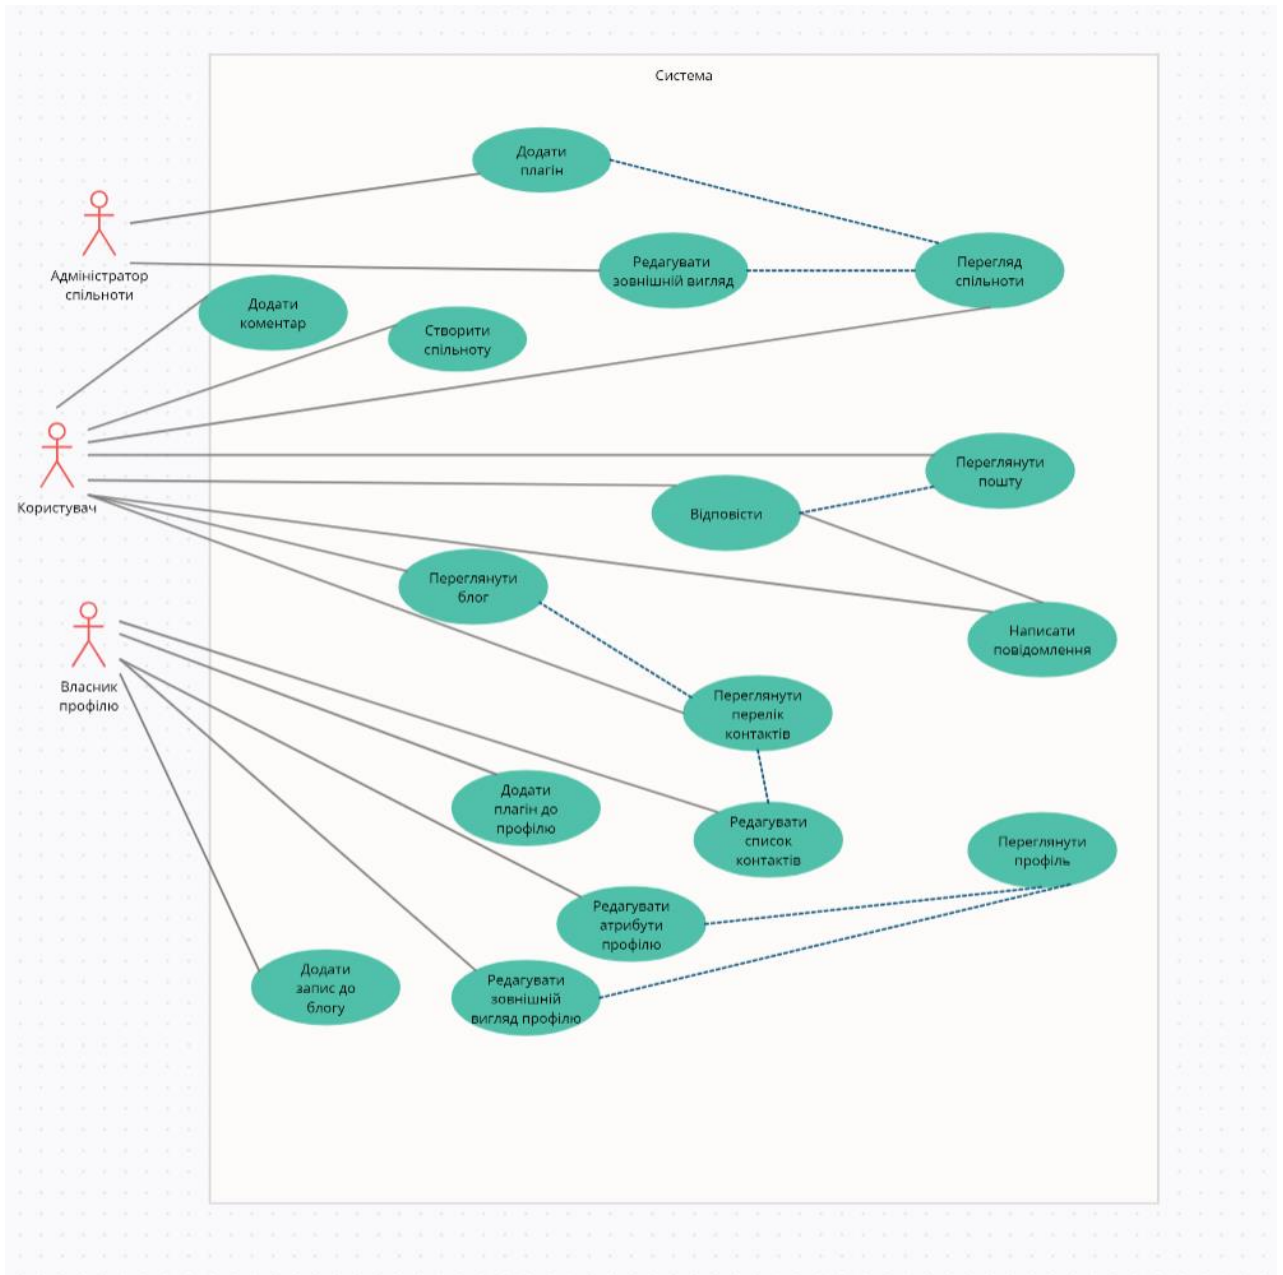 Система
Додати
плагін
Адміністратор
спільноти
Редагувати
зовнішній вигляд
Перегляд
спільноти
Додати
коментар
Створити
спільноту
Користувач
Переглянути
пошту
Відповісти
Переглянути
блог
Написати
повідомлення
Власник
профілю
Переглянути
перелік
контактів
Додати
плагін до
профілю
Редагувати
список
контактів
Переглянути
профіль
Редагувати
атрибути
профілю
Додати
запис до
блогу
Редагувати
зовнішній
вигляд профілю